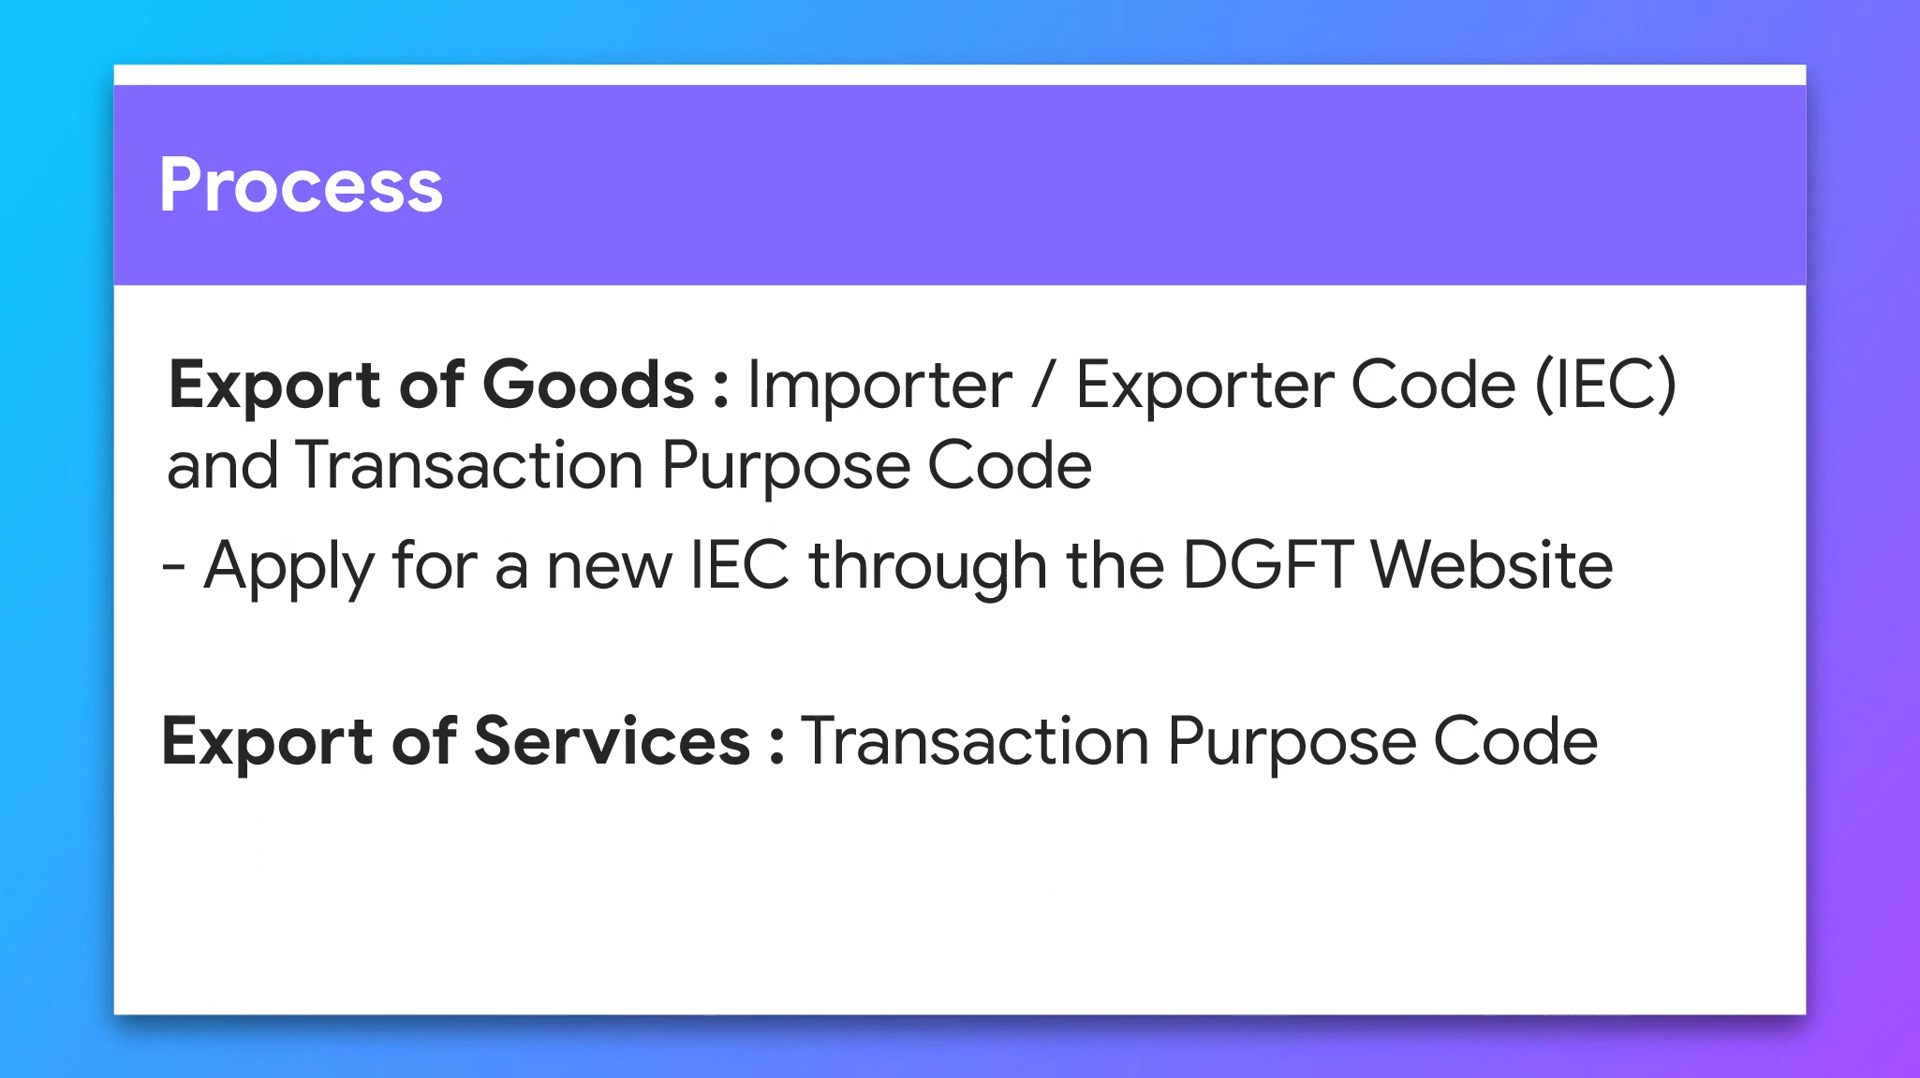 Process
Export of Goods : Importer / Exporter Code (IEC)
and Transaction Purpose Code
- Apply for a new IEC through the DGFT Website
Export of Services : Transaction Purpose Code